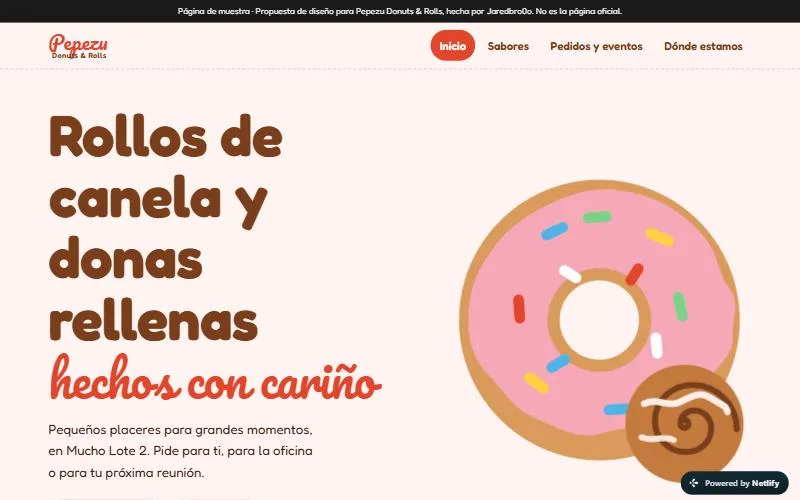 Página de muestra · Propuesta de diseño para Pepezu Donuts & Rolls, hecha por Jaredbro0o. No es la página oficial.
Pepezu
Donuts & Rolls
Inicio
Sabores
Pedidos y eventos
Dónde estamos
Rollos de
canela y
donas
rellenas
hechos con cariño
Pequeños placeres para grandes momentos,
en Mucho Lote 2. Pide para ti, para la oficina
o para tu próxima reunión.
Powered by Netlify